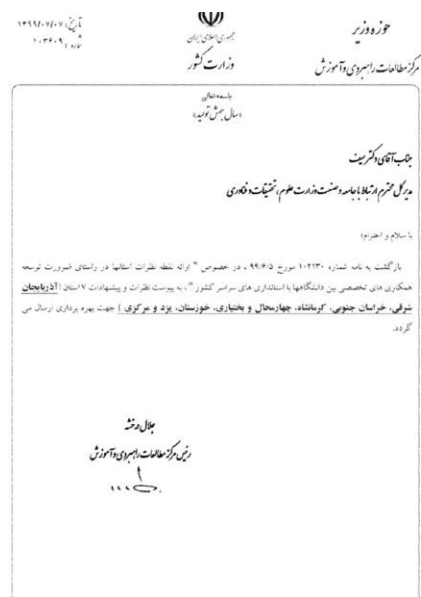 تاریخ: ۱۳۹۹/۰۷/۰۷
شماره: ۱۰۳۶۰۹
جمهوری اسلامی ایران
وزارت کشور
حوزه وزیر
مرکز مطالعات راهبردی و آموزش
باسمه تعالی
«سال جهش تولید»
جناب آقای دکتر سیف
مدیر کل محترم ارتباط با جامعه و صنعت وزارت علوم، تحقیقات و فناوری
با سلام و احترام؛
بازگشت به نامه شماره ۱۰۲۱۳۰ مورخ ۹۹/۶/۵ ، در خصوص " ارائه نقطه نظرات استانها در راستای ضرورت توسعه
همکاری های تخصصی بین دانشگاهها با استانداری های سراسر کشور " ، به پیوست نظرات و پیشنهادات ۷ استان (آذربایجان
شرقی، خراسان جنوبی، کرمانشاه، چهارمحال و بختیاری، خوزستان، یزد و مرکزی ) جهت بهره برداری ارسال می
گردد.
جلال درخشه
رئیس مرکز مطالعات راهبردی و آموزش